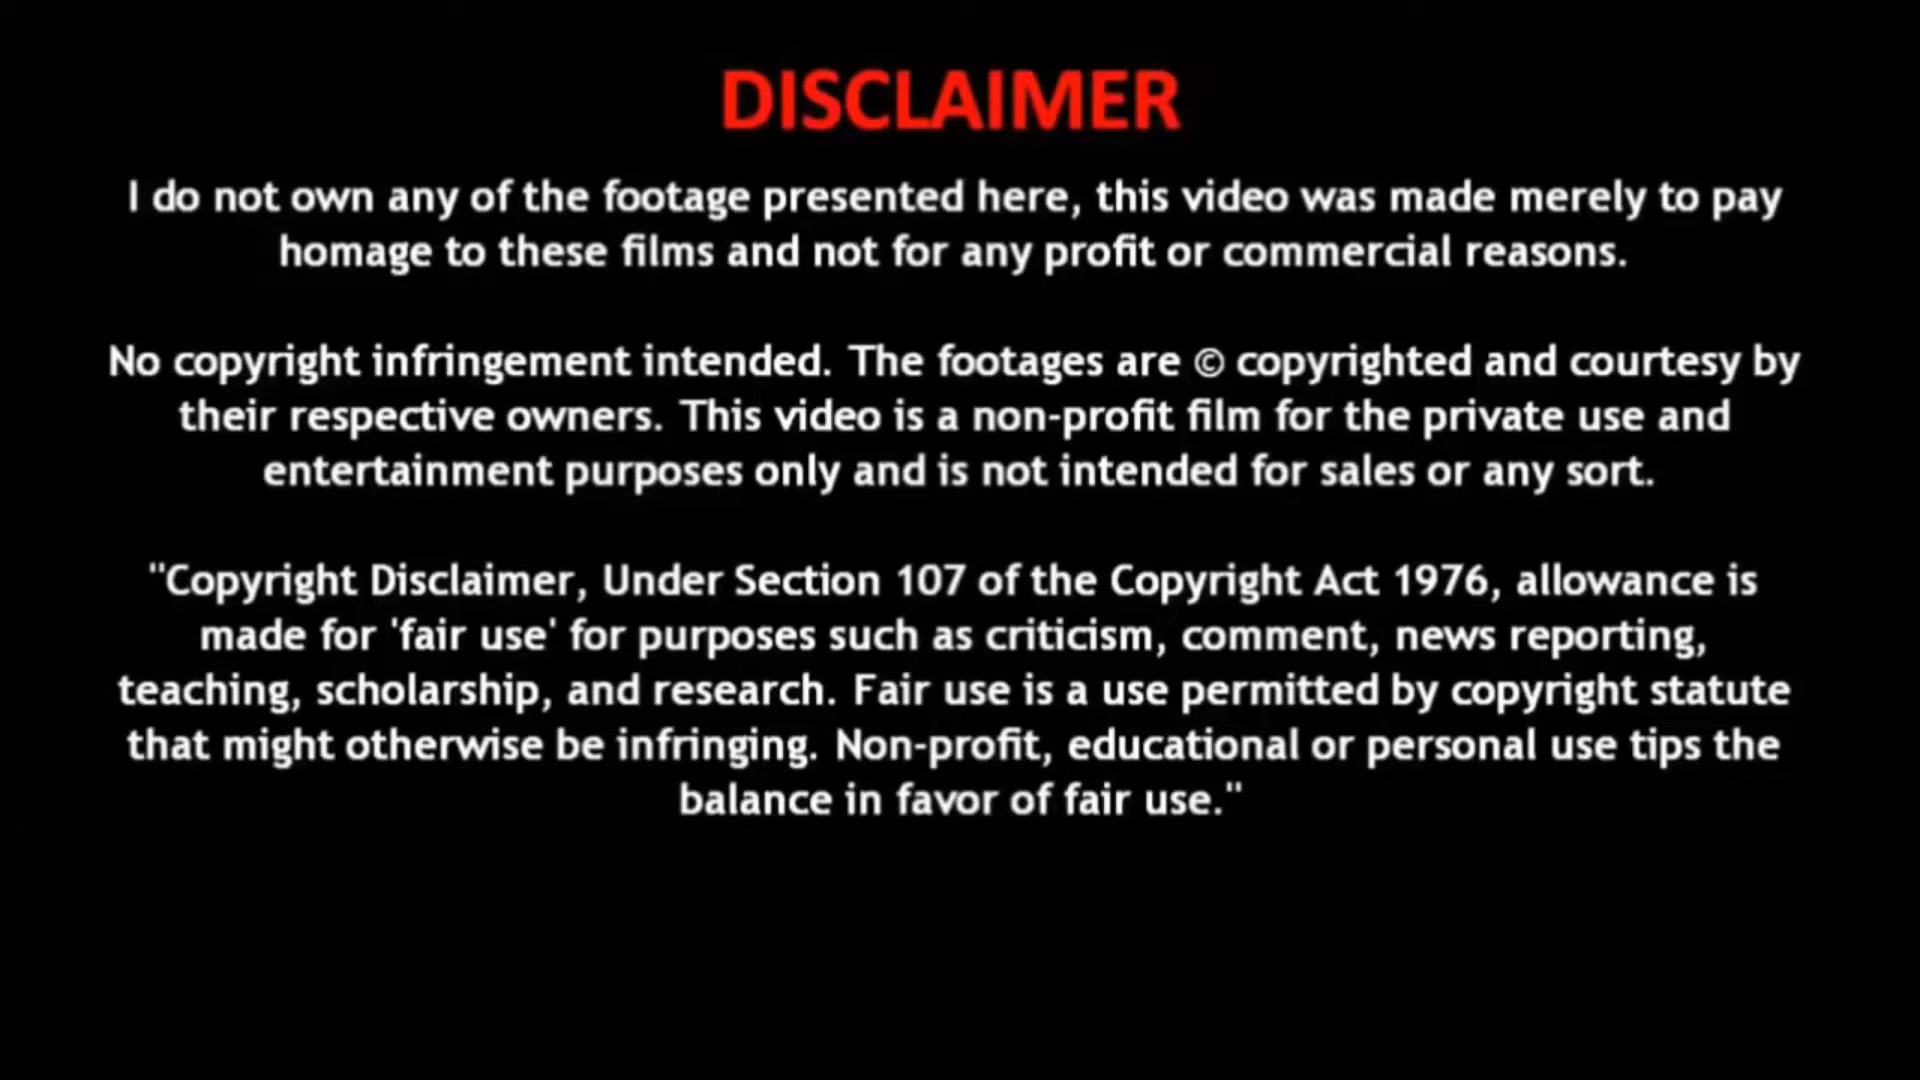 DISCLAIMER
I do not own any of the footage presented here, this video was made merely to pay
homage to these films and not for any profit or commercial reasons.
No copyright infringement intended. The footages are © copyrighted and courtesy by
their respective owners. This video is a non-profit film for the private use and
entertainment purposes only and is not intended for sales or any sort.
"Copyright Disclaimer, Under Section 107 of the Copyright Act 1976, allowance is
made for 'fair use' for purposes such as criticism, comment, news reporting,
teaching, scholarship, and research. Fair use is a use permitted by copyright statute
that might otherwise be infringing. Non-profit, educational or personal use tips the
balance in favor of fair use."